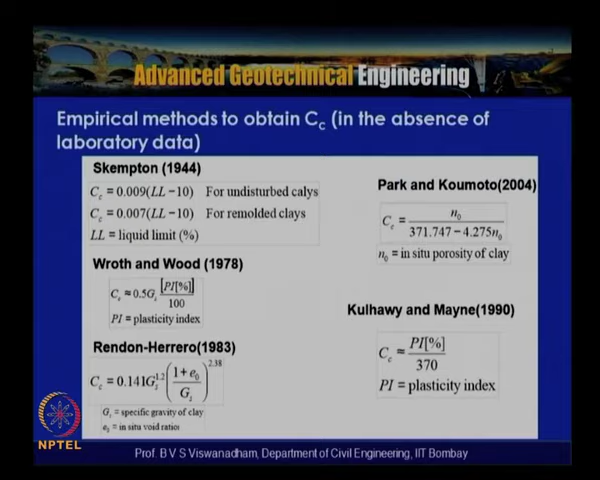 Advanced Geotechnical Engineering
Empirical methods to obtain C_c (in the absence of
laboratory data)
Skempton (1944)
C_c = 0.009(LL −10) For undisturbed calys
C_c = 0.007(LL −10) For remolded clays
LL = liquid limit (%)
Wroth and Wood (1978)
C_c ≈ 0.5G_s [PI[%]] / 100
PI = plasticity index
Rendon-Herrero(1983)
C_c = 0.141G_s^1.2 ((1 + e_0) / G_s)^2.38
G_s = specific gravity of clay
e_0 = in situ void ratio
Park and Koumoto(2004)
C_c = n_0 / (371.747 − 4.275n_0)
n_0 = in situ porosity of clay
Kulhawy and Mayne(1990)
C_c ≈ PI[%] / 370
PI = plasticity index
NPTEL
Prof. B V S Viswanadham, Department of Civil Engineering, IIT Bombay